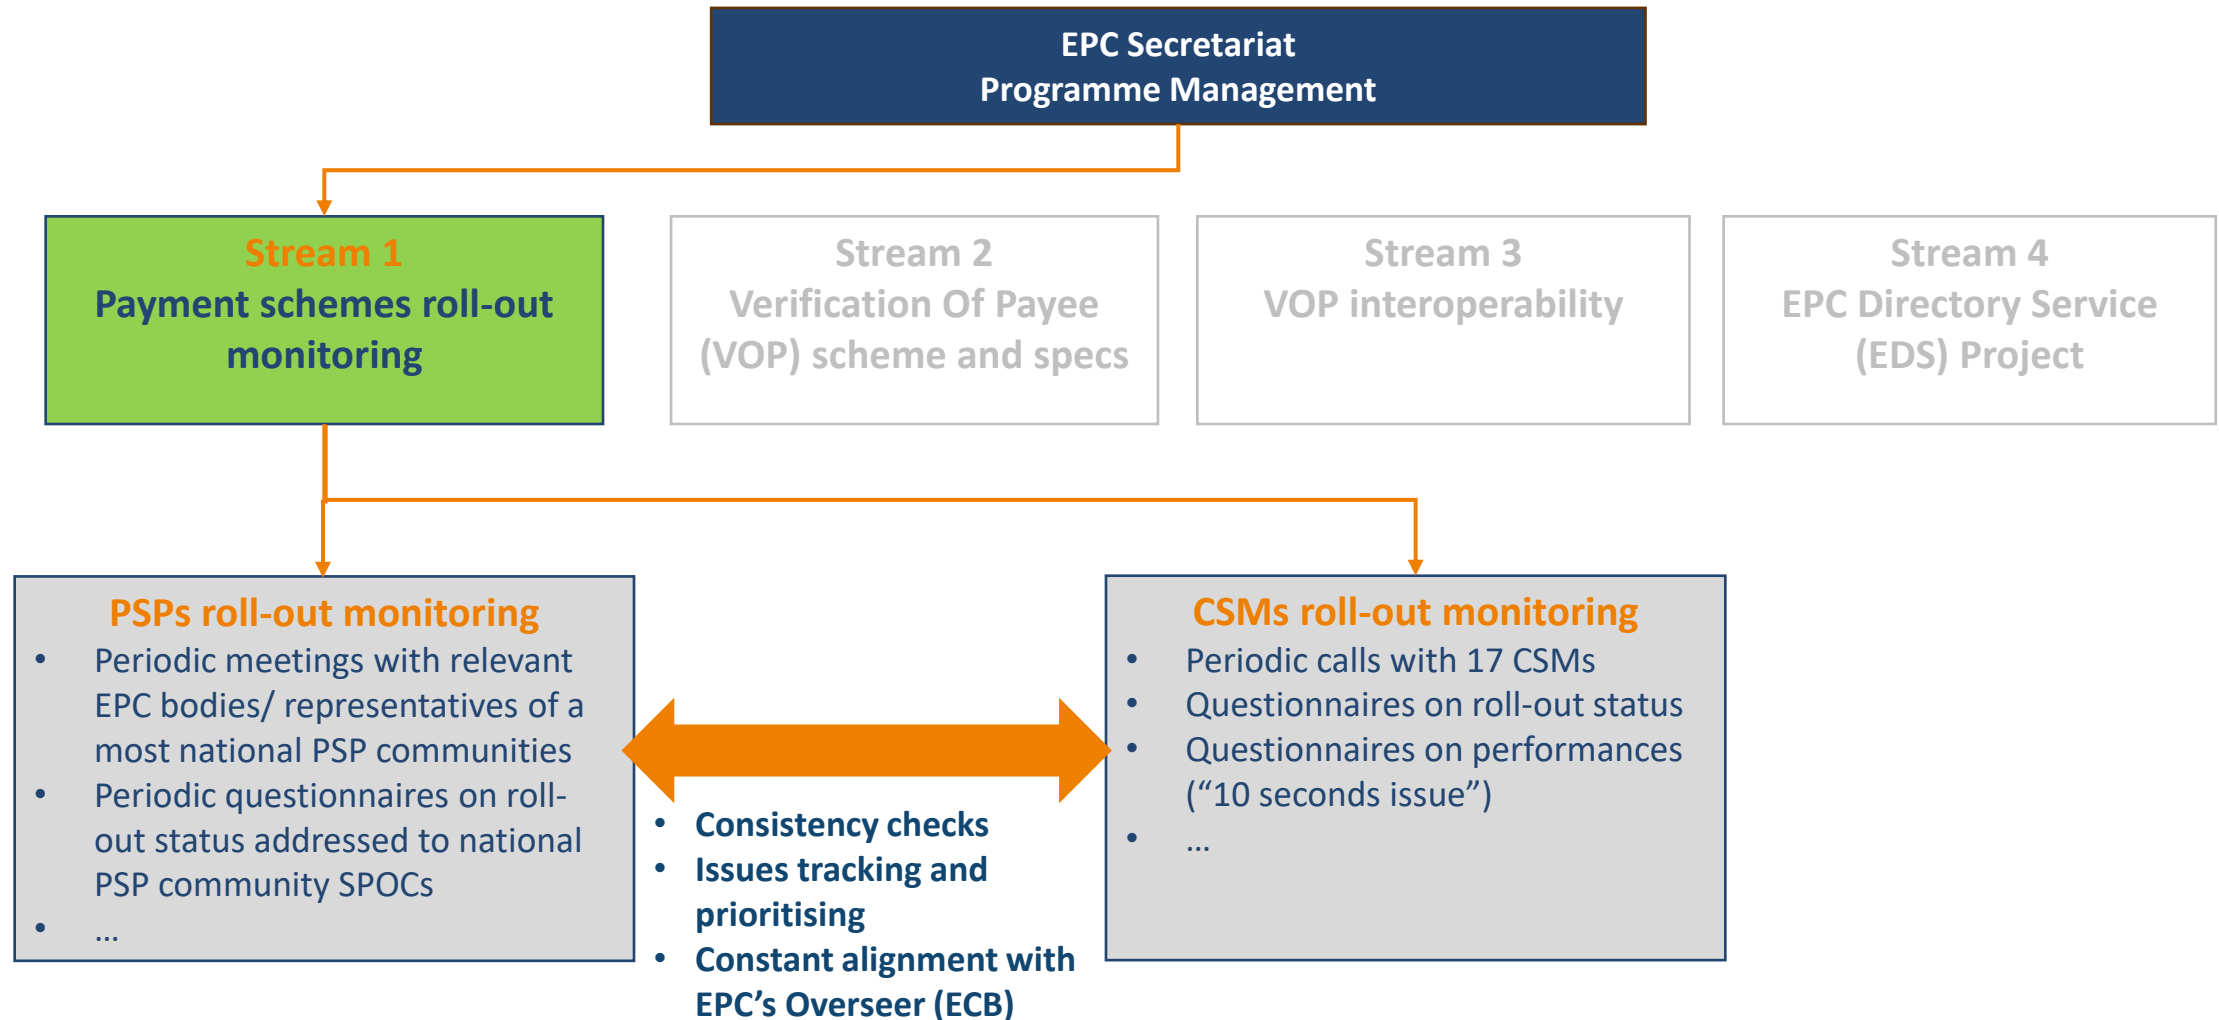 EPC Secretariat
Programme Management
Stream 1
Payment schemes roll-out
monitoring
Stream 2
Verification Of Payee
(VOP) scheme and specs
Stream 3
VOP interoperability
Stream 4
EPC Directory Service
(EDS) Project
PSPs roll-out monitoring
• Periodic meetings with relevant
EPC bodies/ representatives of a
most national PSP communities
• Periodic questionnaires on roll-
out status addressed to national
PSP community SPOCs
• ...
• Consistency checks
• Issues tracking and
prioritising
• Constant alignment with
EPC’s Overseer (ECB)
CSMs roll-out monitoring
• Periodic calls with 17 CSMs
• Questionnaires on roll-out status
• Questionnaires on performances
(“10 seconds issue”)
• ...